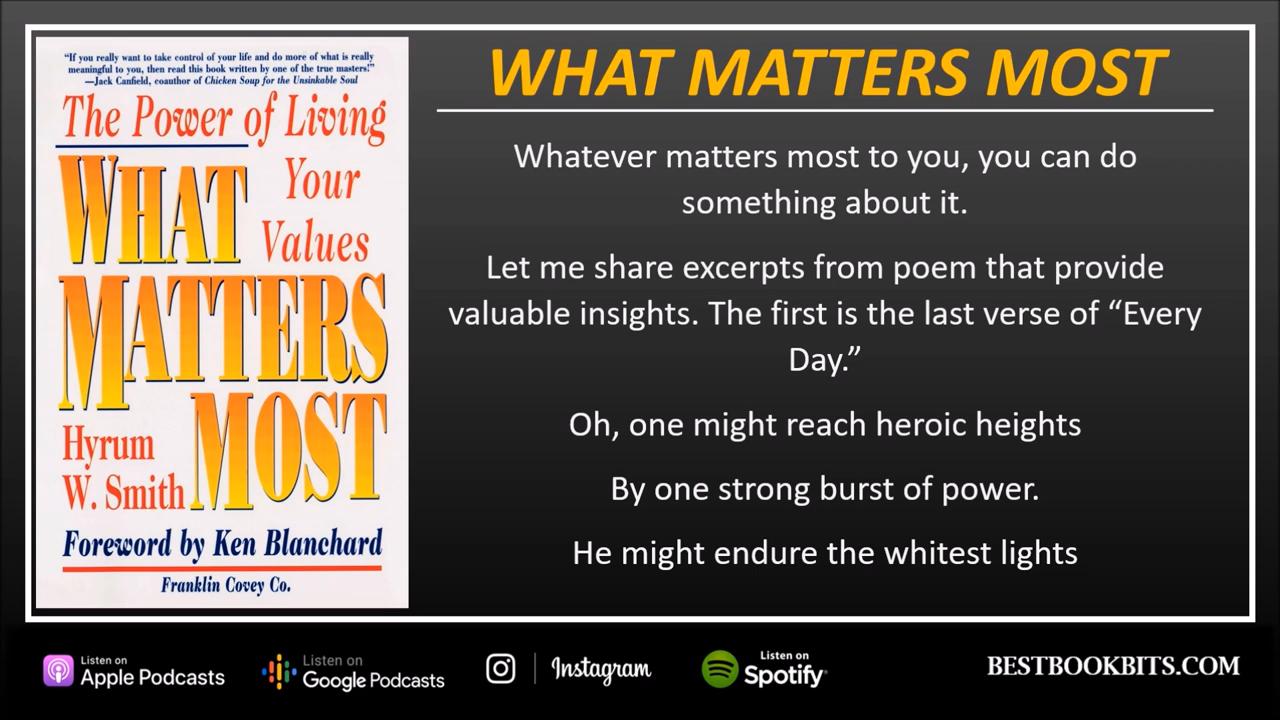 “If you really want to take control of your life and do more of what is really
meaningful to you, then read this book written by one of the true masters!”
—Jack Canfield, coauthor of Chicken Soup for the Unsinkable Soul
The Power of Living
Your
Values
WHAT
MATTERS
MOST
Hyrum
W. Smith
Foreword by Ken Blanchard
Franklin Covey Co.
WHAT MATTERS MOST
Whatever matters most to you, you can do
something about it.
Let me share excerpts from poem that provide
valuable insights. The first is the last verse of “Every
Day.”
Oh, one might reach heroic heights
By one strong burst of power.
He might endure the whitest lights
Listen on
Apple Podcasts
Listen on
Google Podcasts
Instagram
Listen on
Spotify
BESTBOOKBITS.COM